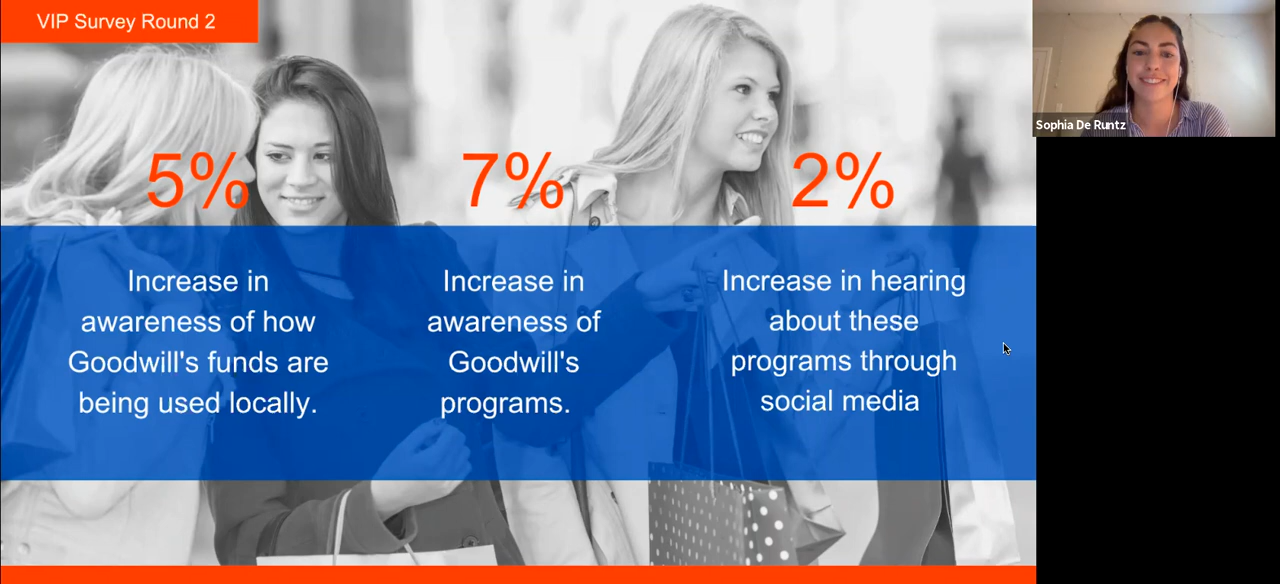 VIP Survey Round 2
5%
7%
2%
Increase in
awareness of how
Goodwill's funds are
being used locally.
Increase in
awareness of
Goodwill's
programs.
Increase in hearing
about these
programs through
social media
Sophia De Runtz